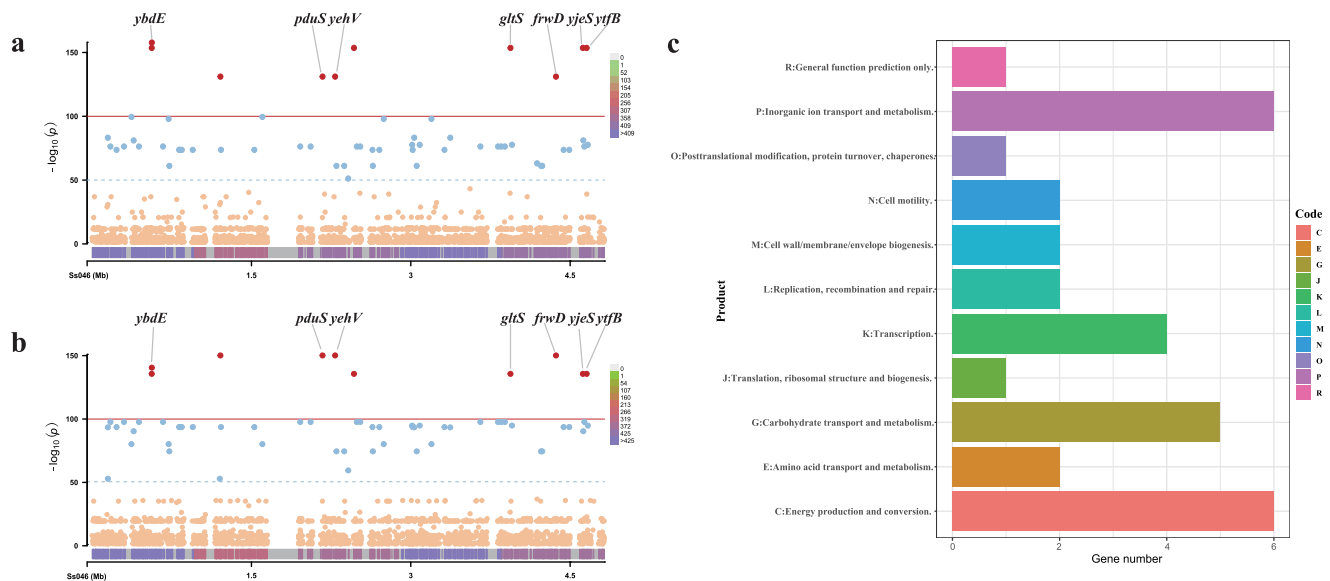 a
ybdE
pduS yehV
gltS
frwD yjeS ytfB
150
100
50
0
- log10 (p)
0
1
52
103
154
205
256
307
358
409
>409
Ss046 (Mb)
1.5
3
4.5
b
ybdE
pduS yehV
gltS
frwD yjeS ytfB
150
100
50
0
-log10(p)
0
1
54
107
160
213
266
319
372
425
>425
Ss046 (Mb)
1.5
3
4.5
c
Product
R:General function prediction only.
P:Inorganic ion transport and metabolism.
O:Posttranslational modification, protein turnover, chaperones.
N:Cell motility.
M:Cell wall/membrane/envelope biogenesis.
L:Replication, recombination and repair.
K:Transcription.
J:Translation, ribosomal structure and biogenesis.
G:Carbohydrate transport and metabolism.
E:Amino acid transport and metabolism.
C:Energy production and conversion.
0
2
4
6
Gene number
Code
C
E
G
J
K
L
M
N
O
P
R